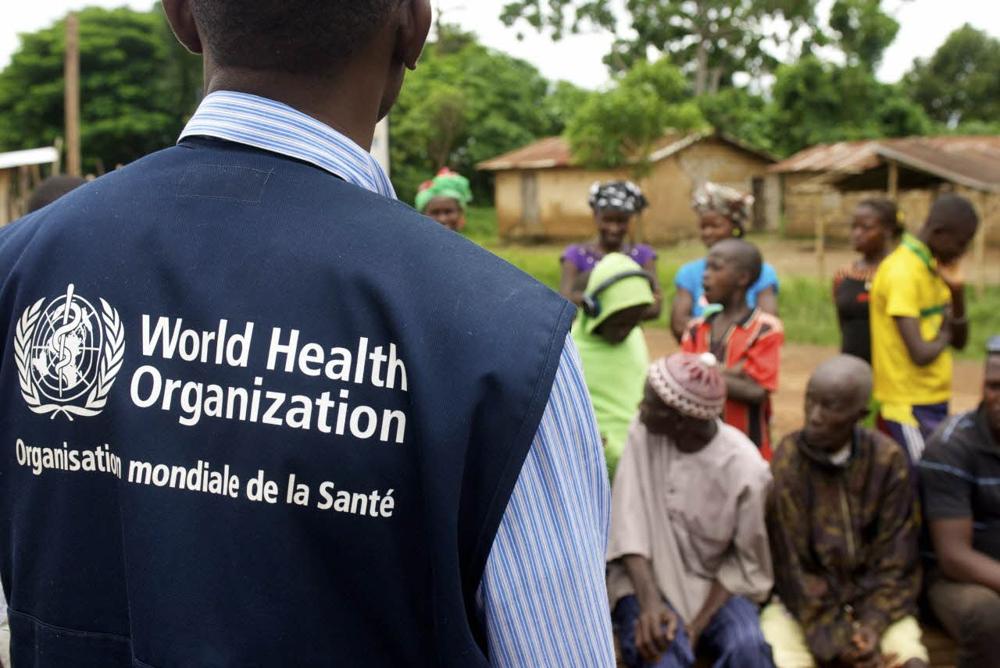 World Health
Organization
Organisation mondiale de la Santé